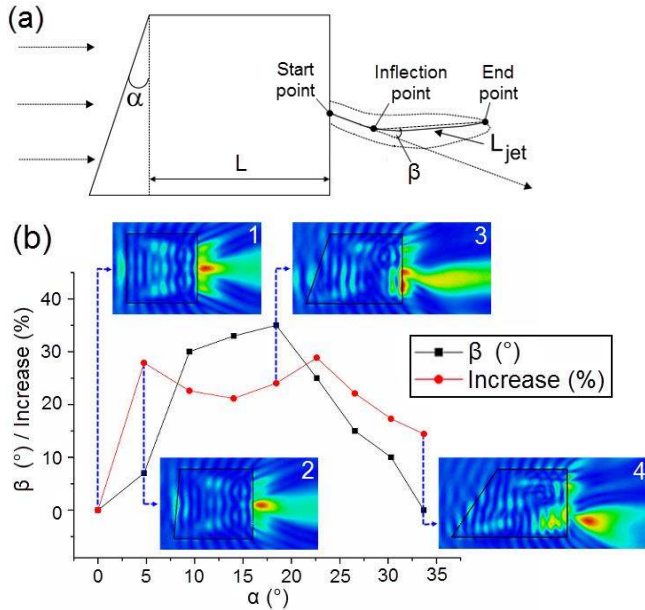 (a)
α
L
Start point
Inflection point
End point
β
L_jet
(b)
1
3
2
4
β (°)
Increase (%)
β (°) / Increase (%)
40
30
20
10
0
0 5 10 15 20 25 30 35
α (°)